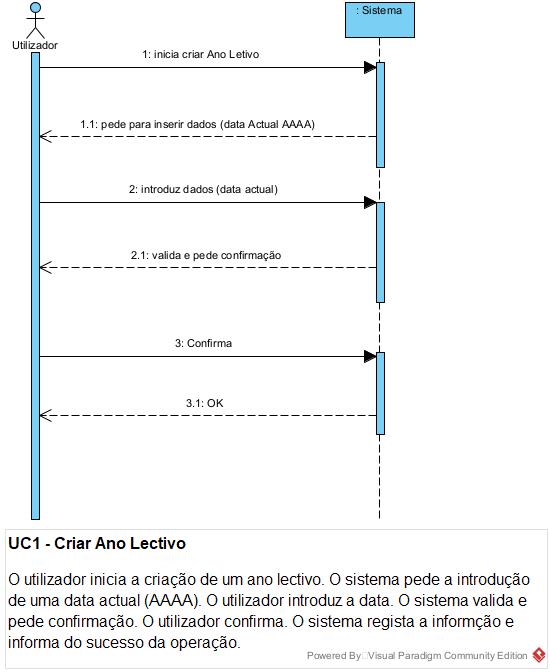 : Sistema
Utilizador
1: inicia criar Ano Letivo
1.1: pede para inserir dados (data Actual AAAA)
2: introduz dados (data actual)
2.1: valida e pede confirmação
3: Confirma
3.1: OK
UC1 - Criar Ano Lectivo
O utilizador inicia a criação de um ano lectivo. O sistema pede a introdução
de uma data actual (AAAA). O utilizador introduz a data. O sistema valida e
pede confirmação. O utilizador confirma. O sistema regista a informção e
informa do sucesso da operação.
Powered By Visual Paradigm Community Edition